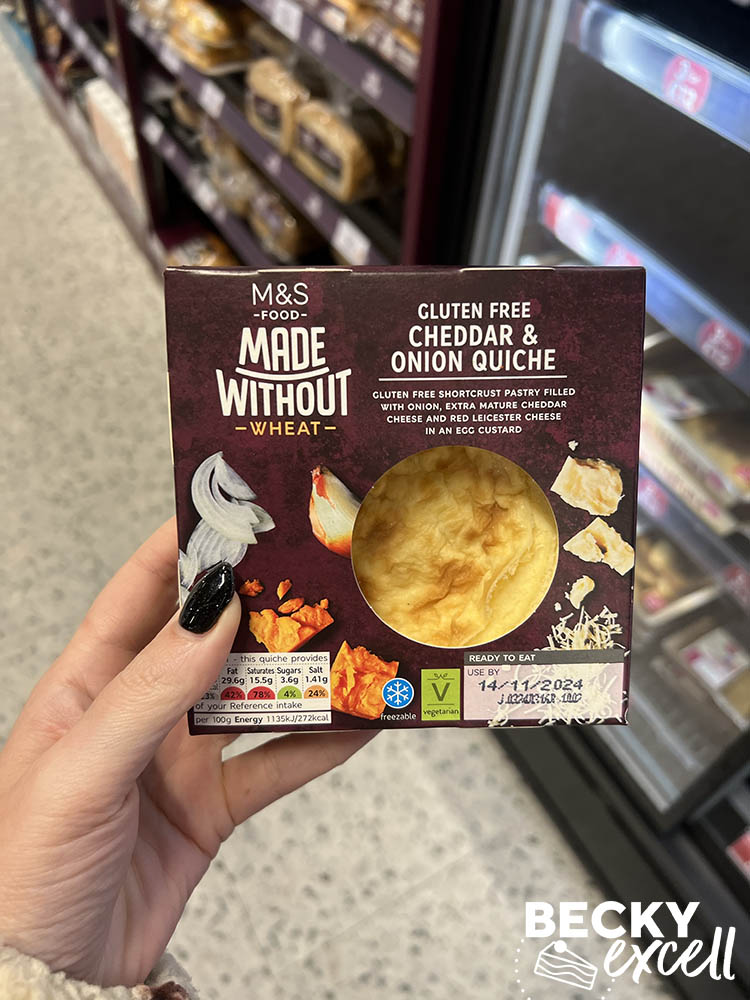 M&S
-FOOD-
MADE
WITHOUT
-WHEAT-
GLUTEN FREE
CHEDDAR &
ONION QUICHE
GLUTEN FREE SHORTCRUST PASTRY FILLED
WITH ONION, EXTRA MATURE CHEDDAR
CHEESE AND RED LEICESTER CHEESE
IN AN EGG CUSTARD
- this quiche provides
Fat Saturates Sugars Salt
29.6g 15.5g 3.6g 1.41g
42% 78% 4% 24%
of your Reference intake
per 100g Energy 1135kJ/272kcal
freezable
V
vegetarian
READY TO EAT
USE BY
14/11/2024
BECKY
excell